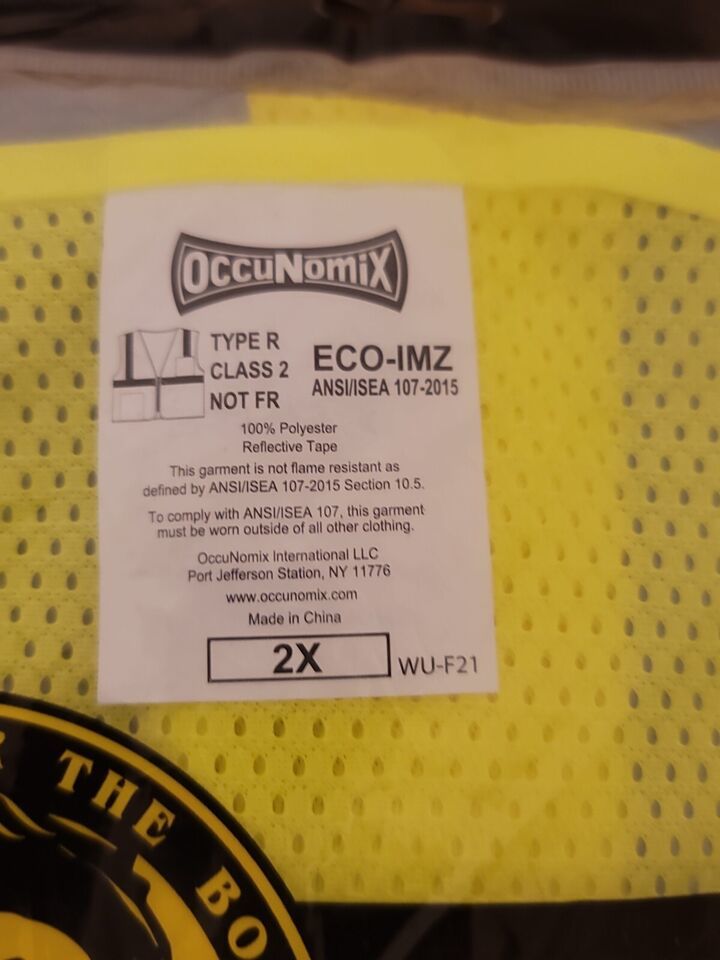 OccuNomiX
TYPE R
CLASS 2
NOT FR
ECO-IMZ
ANSI/ISEA 107-2015
100% Polyester
Reflective Tape
This garment is not flame resistant as
defined by ANSI/ISEA 107-2015 Section 10.5.
To comply with ANSI/ISEA 107, this garment
must be worn outside of all other clothing.
OccuNomix International LLC
Port Jefferson Station, NY 11776
www.occunomix.com
Made in China
2X
WU-F21
THE